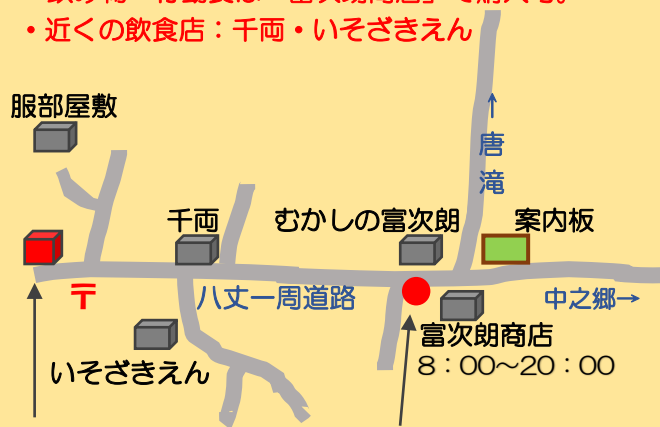 ・近くの飲食店：千両・いそざきえん
服部屋敷
↑唐滝
千両
むかしの富次朗
案内板
〒
八丈一周道路
中之郷→
富次朗商店
8：00～20：00
いそざきえん